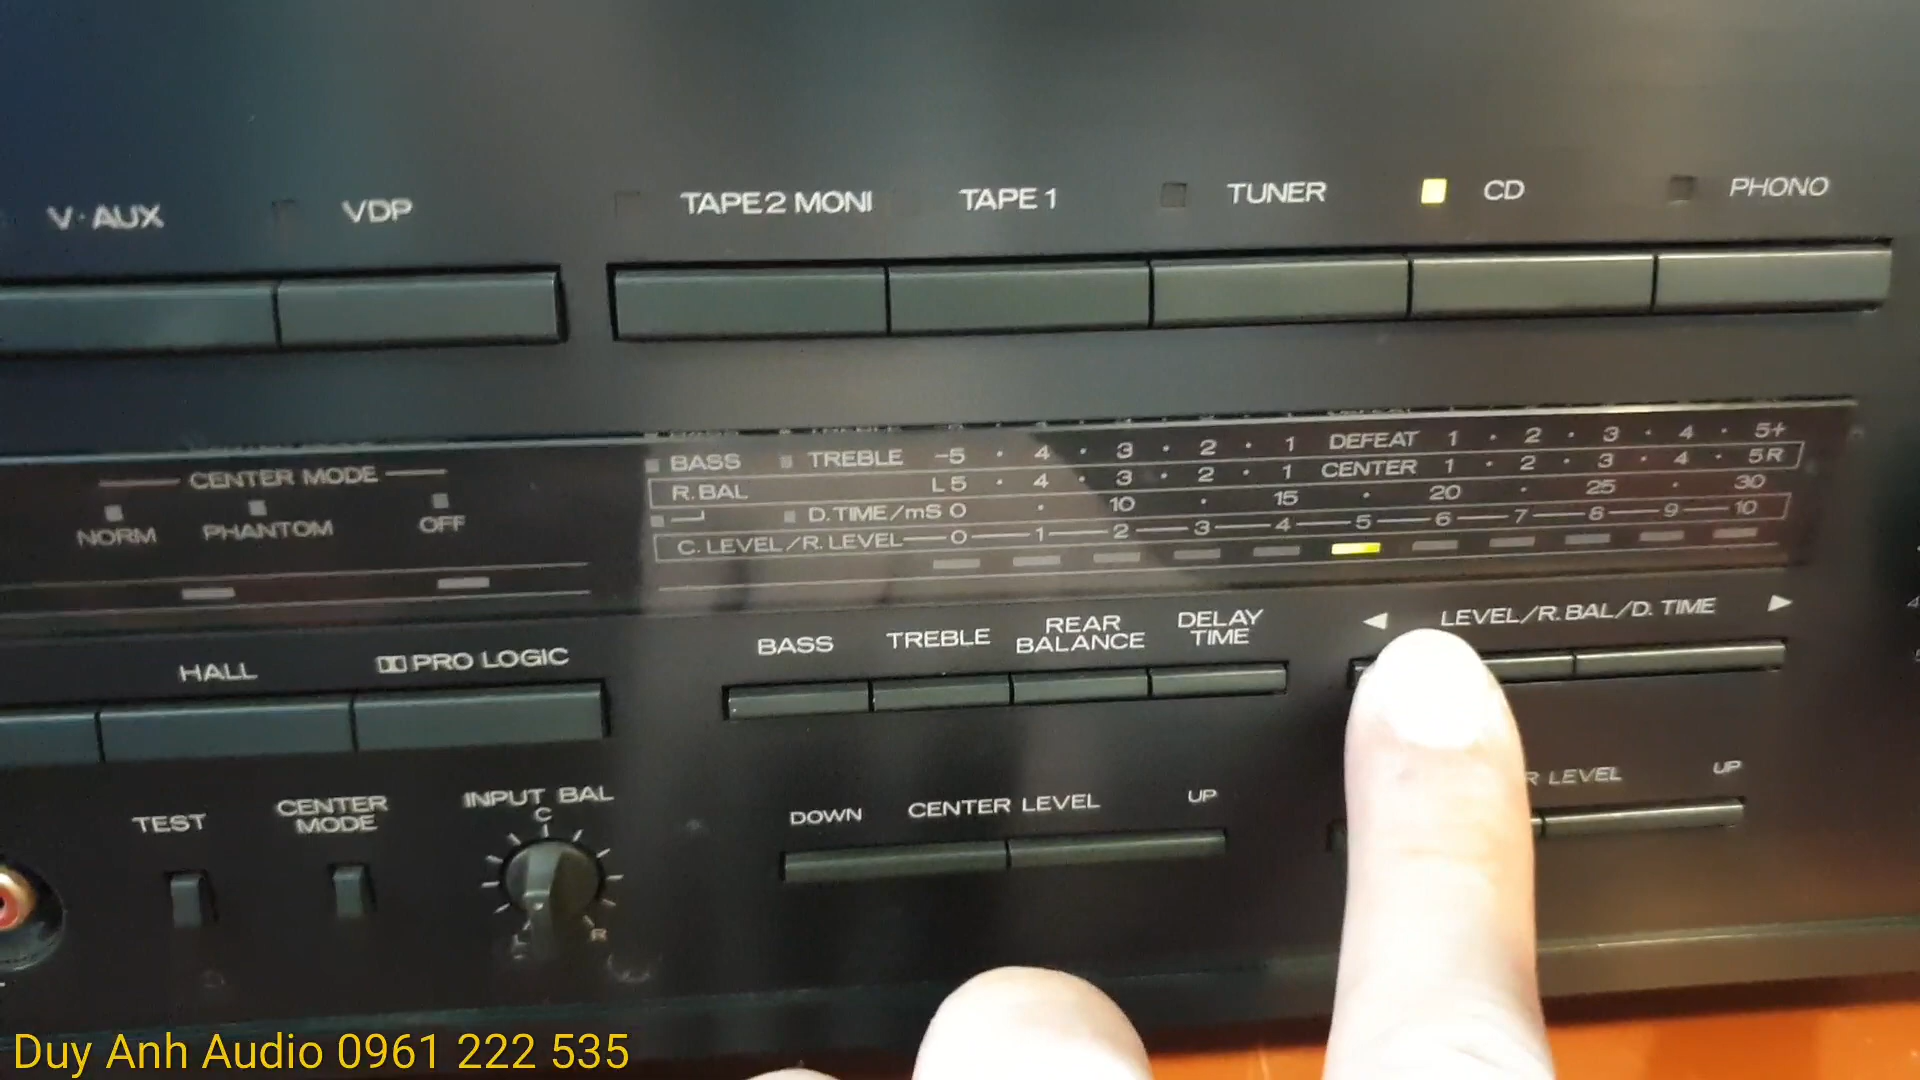 V·AUX VDP TAPE 2 MONI TAPE 1 TUNER CD PHONO
CENTER MODE
NORM PHANTOM OFF
BASS TREBLE -5 · 4 · 3 · 2 · 1 DEFEAT 1 · 2 · 3 · 4 · 5+
R. BAL L 5 · 4 · 3 · 2 · 1 CENTER 1 · 2 · 3 · 4 · 5 R
D. TIME/mS 0 · 10 · 15 · 20 · 25 · 30
C. LEVEL/R. LEVEL 0 1 2 3 4 5 6 7 8 9 10
HALL DD PRO LOGIC
BASS TREBLE REAR
BALANCE
DELAY
TIME
◀ LEVEL/R. BAL/D. TIME ▶
TEST CENTER
MODE
INPUT BAL
C
L R
DOWN CENTER LEVEL UP
R LEVEL UP
Duy Anh Audio 0961 222 535